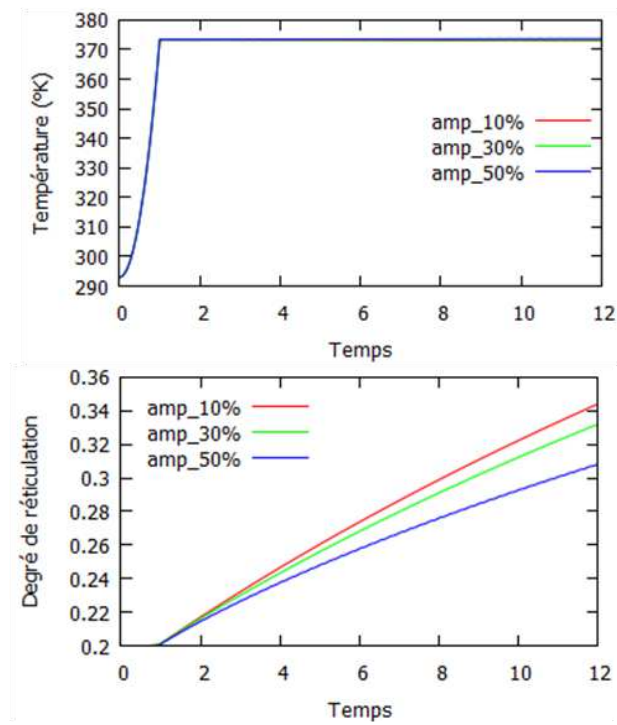 380
370
360
350
340
330
320
310
300
290
Température (°K)
amp_10%
amp_30%
amp_50%
0 2 4 6 8 10 12
Temps
0.36
0.34
0.32
0.3
0.28
0.26
0.24
0.22
0.2
Degré de réticulation
amp_10%
amp_30%
amp_50%
0 2 4 6 8 10 12
Temps